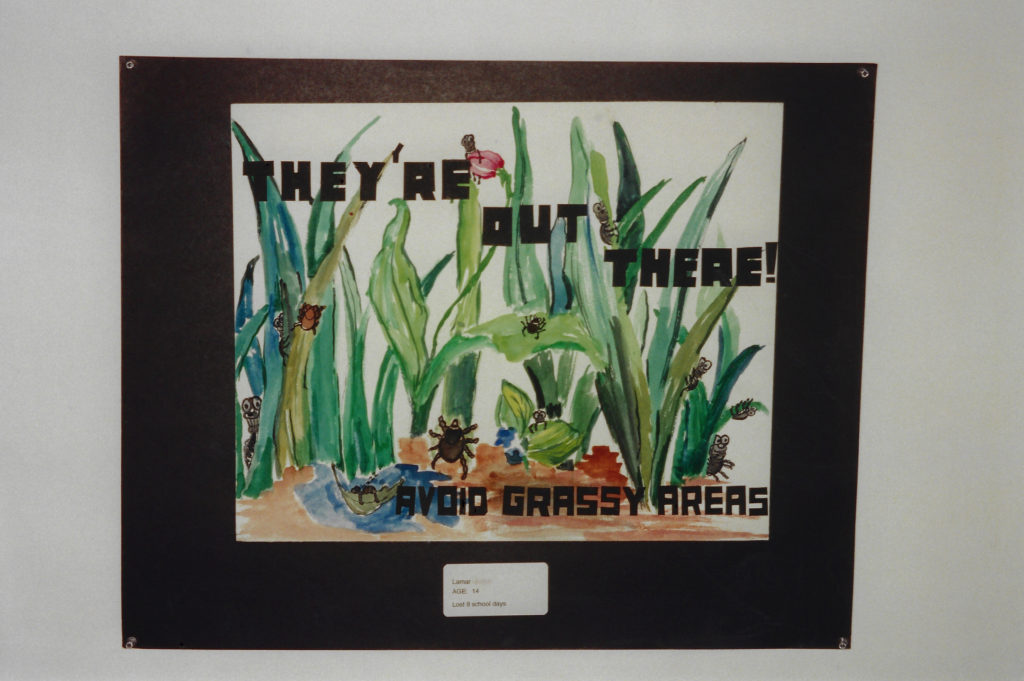 THEY'RE
OUT
THERE!
AVOID GRASSY AREAS
Lamar
AGE: 14
Lost 8 school days